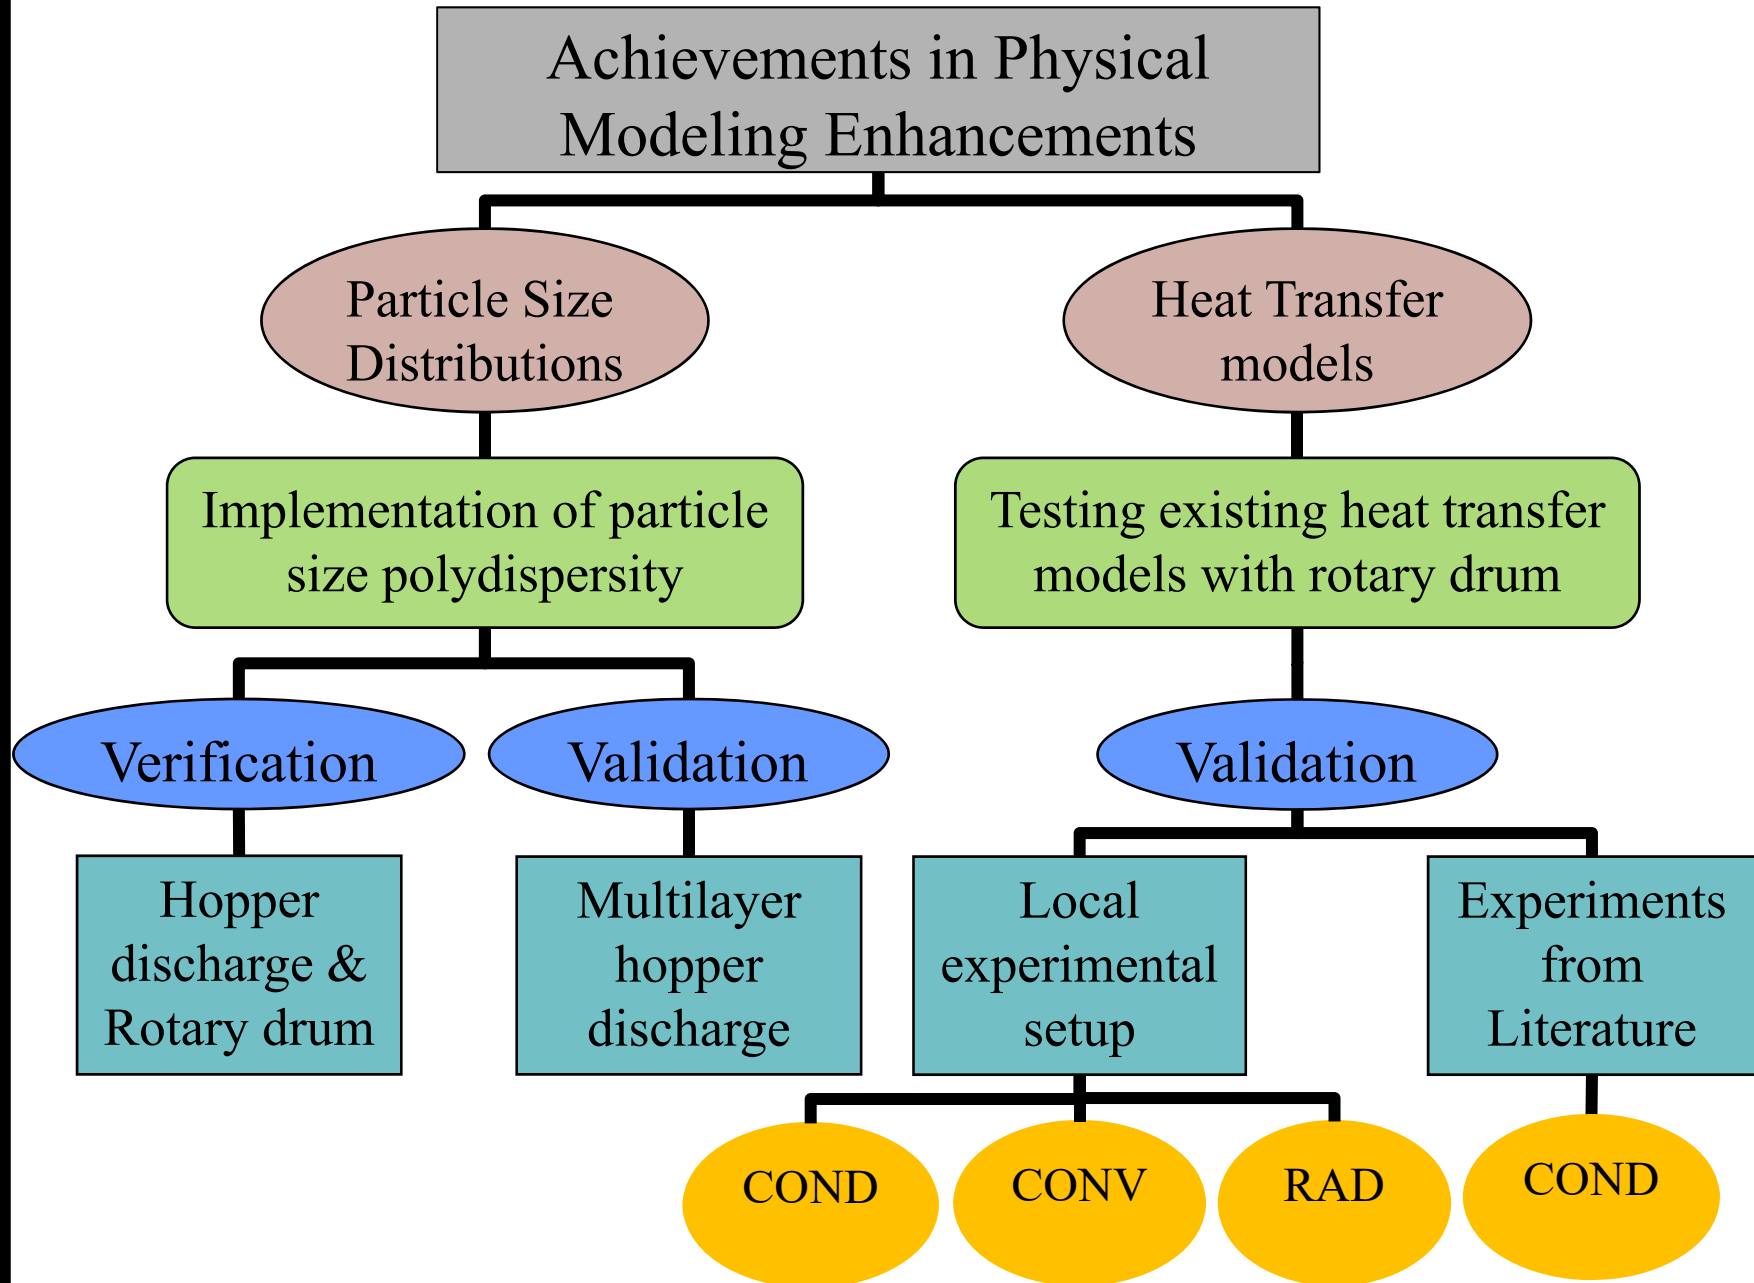 Achievements in Physical
Modeling Enhancements
Particle Size
Distributions
Heat Transfer
models
Implementation of particle
size polydispersity
Testing existing heat transfer
models with rotary drum
Verification
Validation
Validation
Hopper
discharge &
Rotary drum
Multilayer
hopper
discharge
Local
experimental
setup
Experiments
from
Literature
COND
CONV
RAD
COND